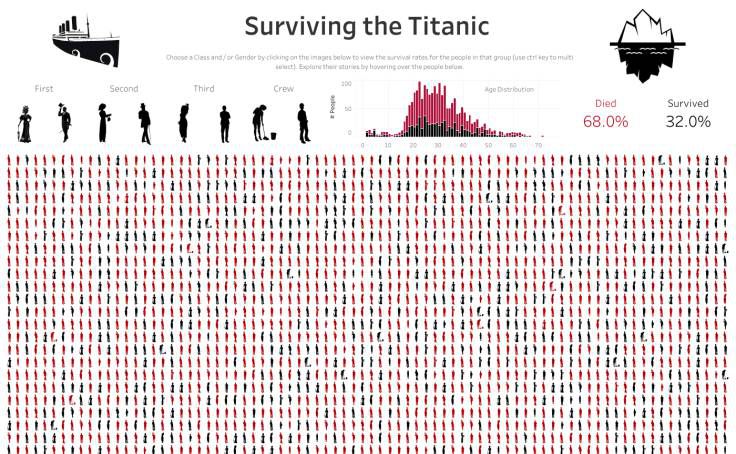 Surviving the Titanic
Choose a Class and / or Gender by clicking on the images below to view the survival rates for the people in that group (use ctrl key to multi
select). Explore their stories by hovering over the people below.
First Second Third Crew
# People
100
50
0
Age Distribution
0 10 20 30 40 50 60 70
Died Survived
68.0% 32.0%